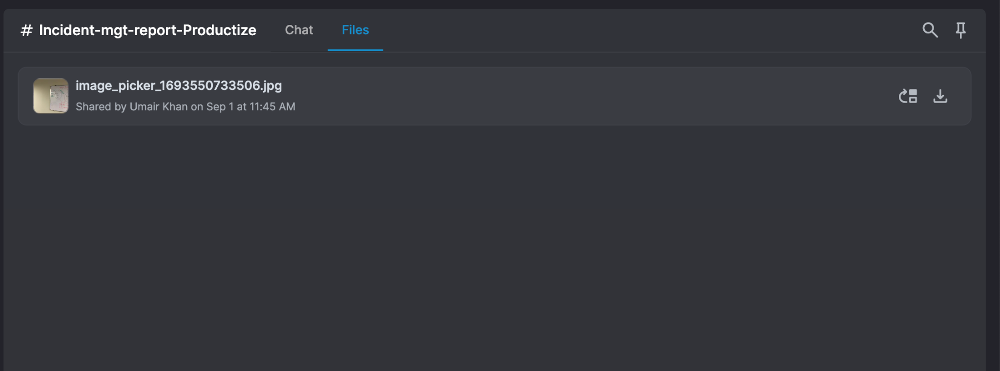 # Incident-mgt-report-Productize Chat Files
image_picker_1693550733506.jpg
Shared by Umair Khan on Sep 1 at 11:45 AM